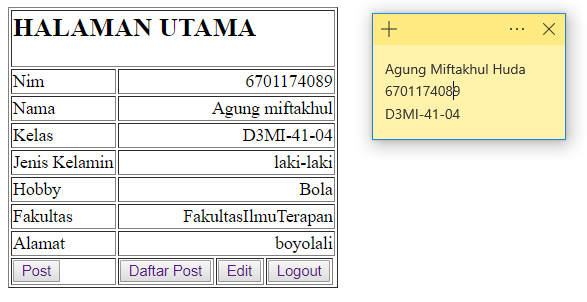 HALAMAN UTAMA
Nim 6701174089
Nama Agung miftakhul
Kelas D3MI-41-04
Jenis Kelamin laki-laki
Hobby Bola
Fakultas FakultasIlmuTerapan
Alamat boyolali
Post Daftar Post Edit Logout
Agung Miftakhul Huda
6701174089
D3MI-41-04